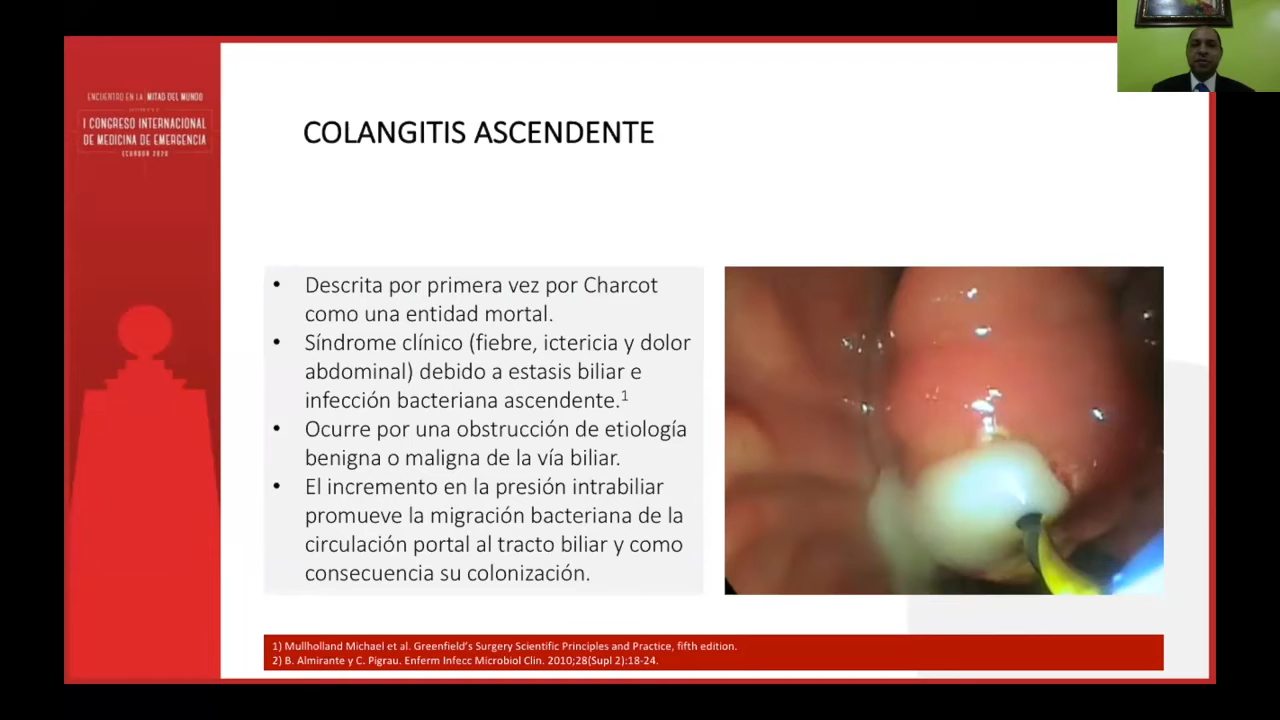 ENCUENTRO EN LA MITAD DEL MUNDO
I CONGRESO INTERNACIONAL
DE MEDICINA DE EMERGENCIA
ECUADOR 2020
COLANGITIS ASCENDENTE
• Descrita por primera vez por Charcot
como una entidad mortal.
• Síndrome clínico (fiebre, ictericia y dolor
abdominal) debido a estasis biliar e
infección bacteriana ascendente.¹
• Ocurre por una obstrucción de etiología
benigna o maligna de la vía biliar.
• El incremento en la presión intrabiliar
promueve la migración bacteriana de la
circulación portal al tracto biliar y como
consecuencia su colonización.
1) Mullholland Michael et al. Greenfield’s Surgery Scientific Principles and Practice, fifth edition.
2) B. Almirante y C. Pigrau. Enferm Infecc Microbiol Clin. 2010;28(Supl 2):18-24.